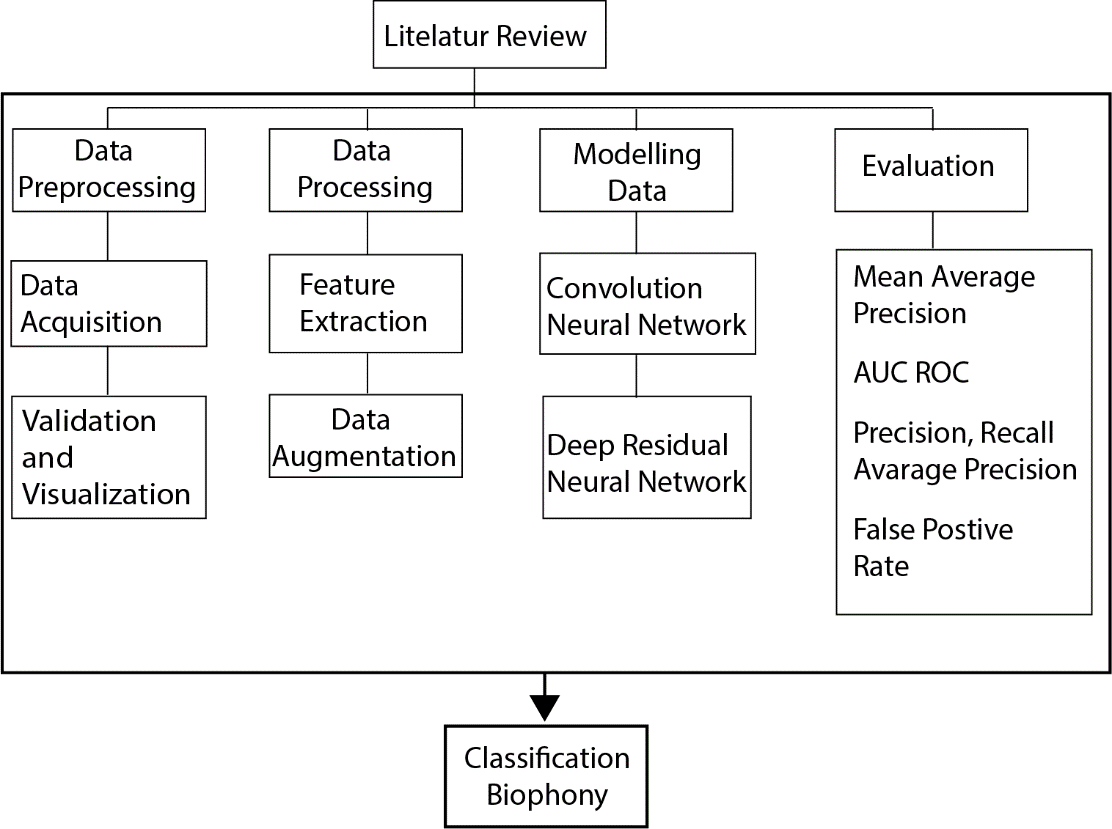 Litelatur Review
Data
Preprocessing
Data
Acquisition
Validation
and
Visualization
Data
Processing
Feature
Extraction
Data
Augmentation
Modelling
Data
Convolution
Neural Network
Deep Residual
Neural Network
Evaluation
Mean Average
Precision
AUC ROC
Precision, Recall
Avarage Precision
False Postive
Rate
Classification
Biophony